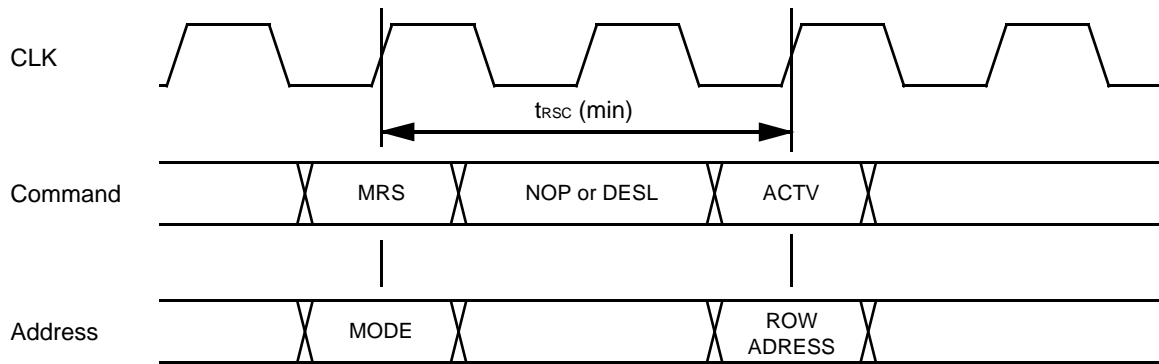 CLK
tRSC (min)
Command
MRS
NOP or DESL
ACTV
Address
MODE
ROW
ADRESS